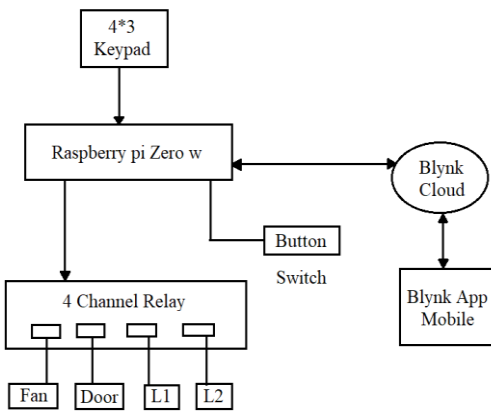 4*3
Keypad
Raspberry pi Zero w
Blynk
Cloud
Button
Switch
4 Channel Relay
Blynk App
Mobile
Fan
Door
L1
L2